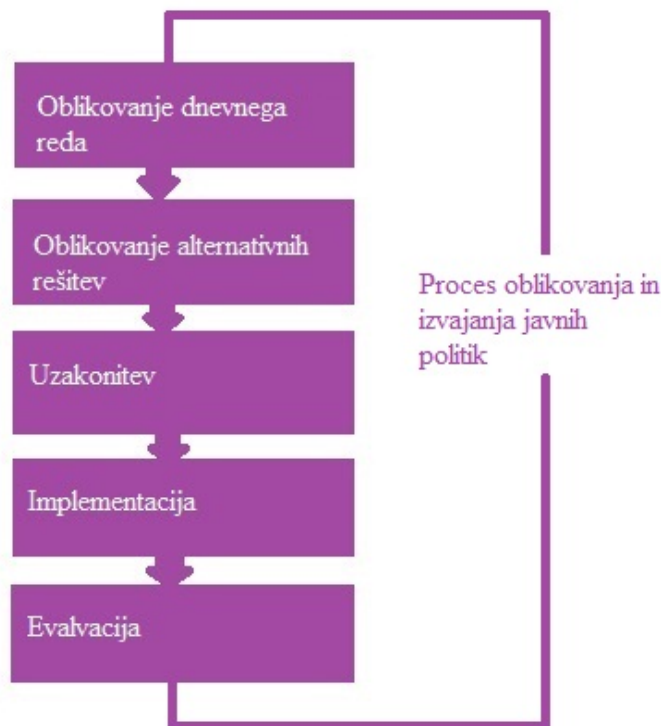 Oblikovanje dnevnega
reda
Oblikovanje alternativnih
rešitev
Uzakonitev
Implementacija
Evalvacija
Proces oblikovanja in
izvajanja javnih
politik